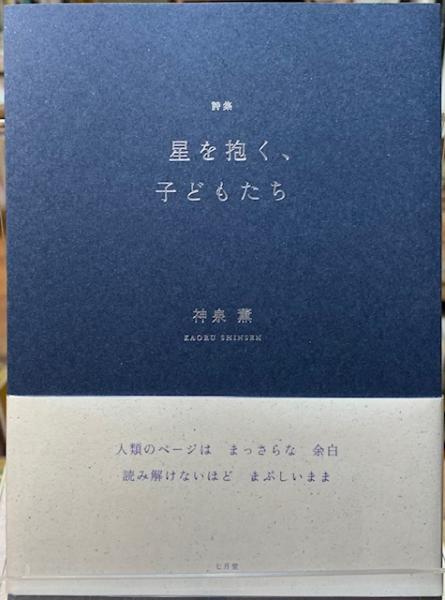 詩集
星を抱く、
子どもたち
神泉 薫
KAORU SHINSEN
人類のページは まっさらな 余白
読み解けないほど まぶしいまま
七月堂